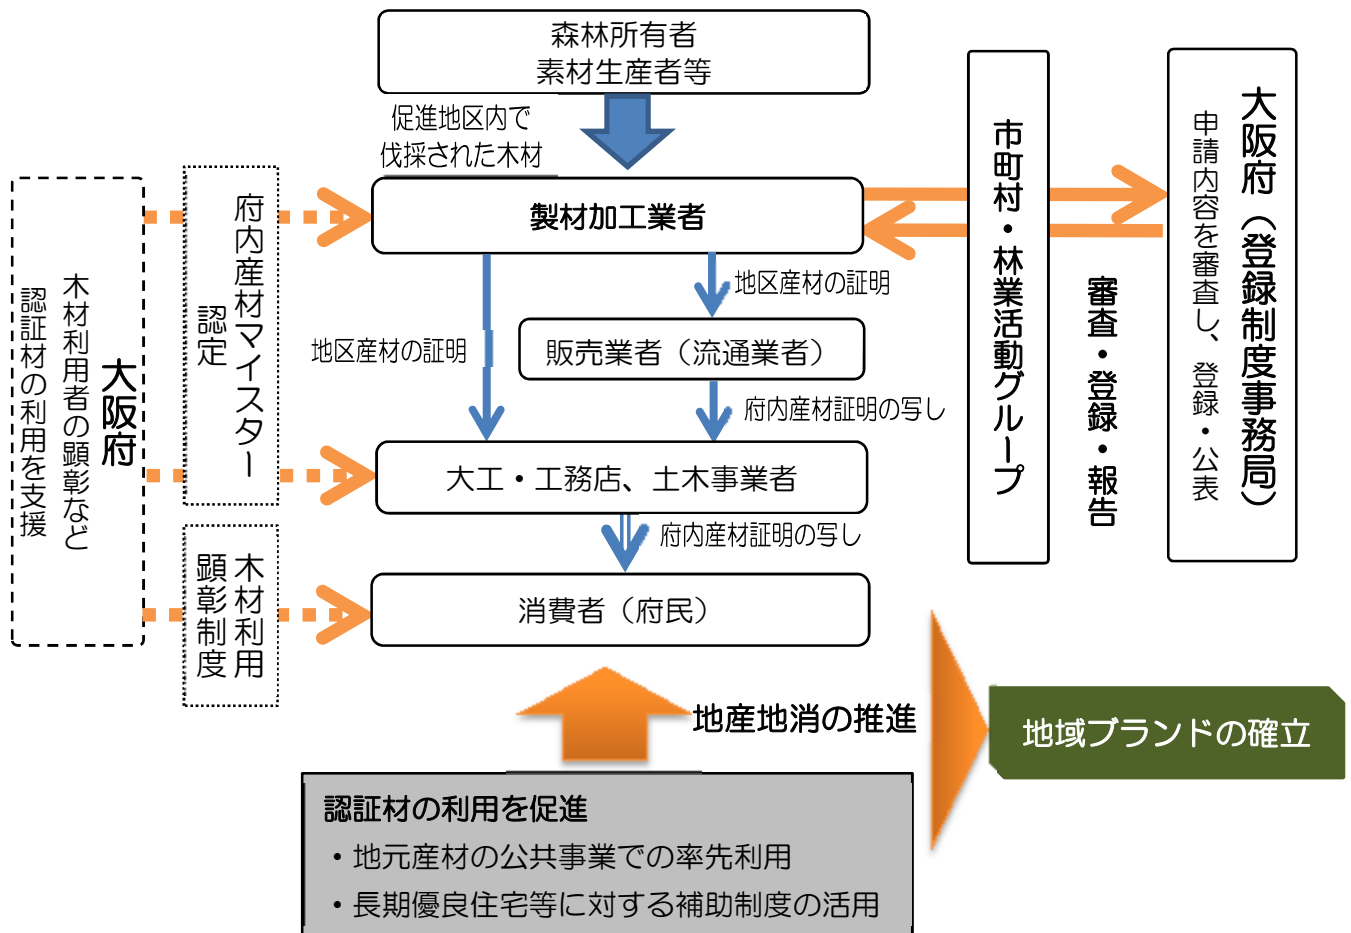 森林所有者
素材生産者等
促進地区内で
伐採された木材
製材加工業者
地区産材の証明
地区産材の証明
販売業者（流通業者）
府内産材証明の写し
大工・工務店、土木事業者
府内産材証明の写し
消費者（府民）
大阪府
木材利用者の顕彰など
認証材の利用を支援
府内産材マイスター
認定
木材利用
顕彰制度
市町村・林業活動グループ
審査・登録・報告
大阪府（登録制度事務局）
申請内容を審査し、登録・公表
地産地消の推進
地域ブランドの確立
認証材の利用を促進
・地元産材の公共事業での率先利用
・長期優良住宅等に対する補助制度の活用